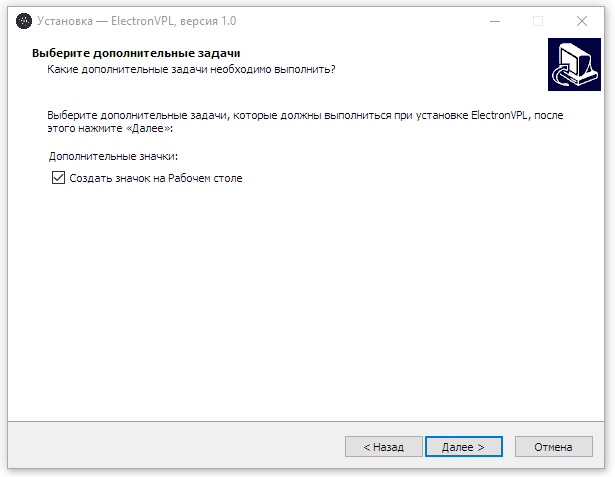 Установка — ElectronVPL, версия 1.0
Выберите дополнительные задачи
Какие дополнительные задачи необходимо выполнить?
Выберите дополнительные задачи, которые должны выполниться при установке ElectronVPL, после
этого нажмите «Далее»:
Дополнительные значки:
Создать значок на Рабочем столе
< Назад
Далее >
Отмена